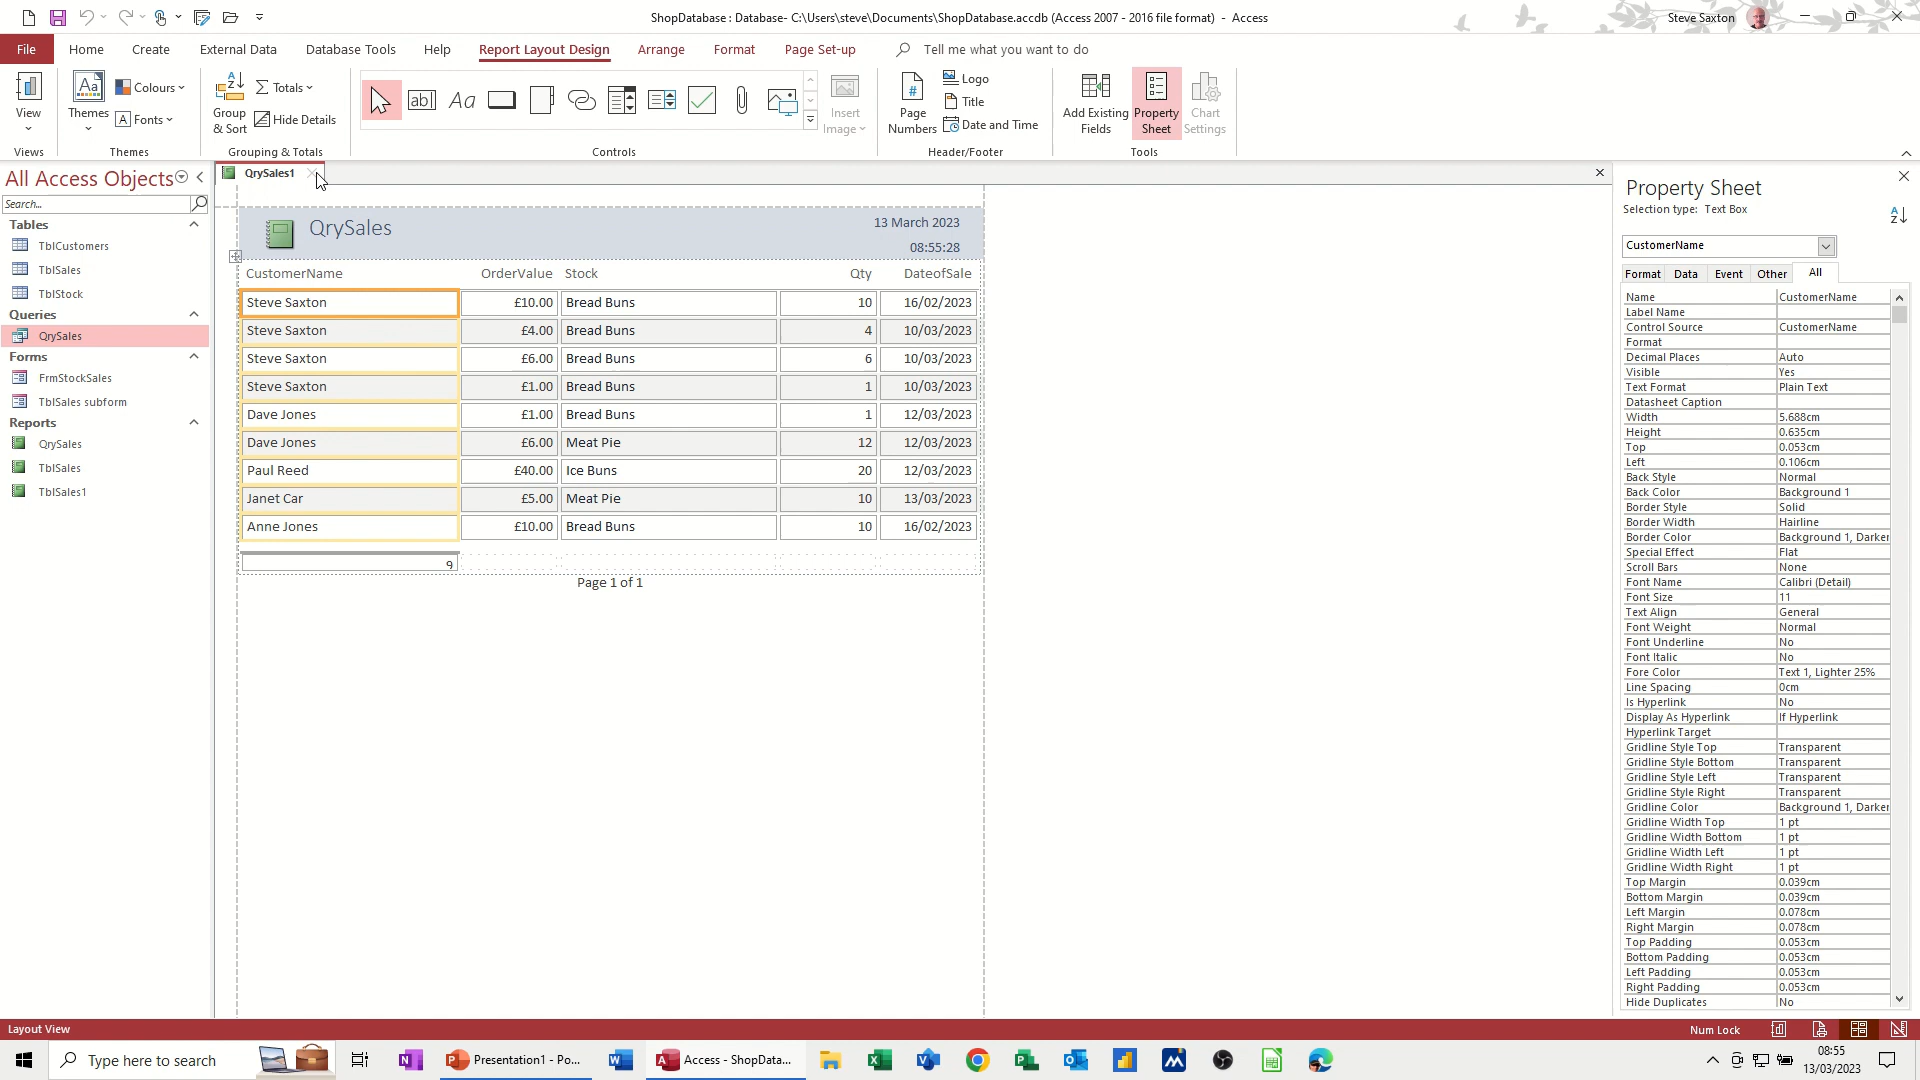 ShopDatabase : Database- C:\Users\steve\Documents\ShopDatabase.accdb (Access 2007 - 2016 file format) - Access
Steve Saxton
File Home Create External Data Database Tools Help Report Layout Design Arrange Format Page Set-up Tell me what you want to do
View
Views
Aa
Themes
Colours
A Fonts
Themes
Group
& Sort
Totals
Hide Details
Grouping & Totals
ab
Aa
Controls
Insert
Image
Page
Numbers
Logo
Title
Date and Time
Header/Footer
Add Existing
Fields
Property
Sheet
Chart
Settings
Tools
All Access Objects
Search...
Tables
TblCustomers
TblSales
TblStock
Queries
QrySales
Forms
FrmStockSales
TblSales subform
Reports
QrySales
TblSales
TblSales1
QrySales1
QrySales
13 March 2023
08:55:28
CustomerName OrderValue Stock Qty DateofSale
Steve Saxton £10.00 Bread Buns 10 16/02/2023
Steve Saxton £4.00 Bread Buns 4 10/03/2023
Steve Saxton £6.00 Bread Buns 6 10/03/2023
Steve Saxton £1.00 Bread Buns 1 10/03/2023
Dave Jones £1.00 Bread Buns 1 12/03/2023
Dave Jones £6.00 Meat Pie 12 12/03/2023
Paul Reed £40.00 Ice Buns 20 12/03/2023
Janet Car £5.00 Meat Pie 10 13/03/2023
Anne Jones £10.00 Bread Buns 10 16/02/2023
9
Page 1 of 1
Property Sheet
Selection type: Text Box
CustomerName
Format Data Event Other All
Name CustomerName
Label Name
Control Source CustomerName
Format
Decimal Places Auto
Visible Yes
Text Format Plain Text
Datasheet Caption
Width 5.688cm
Height 0.635cm
Top 0.053cm
Left 0.106cm
Back Style Normal
Back Color Background 1
Border Style Solid
Border Width Hairline
Border Color Background 1, Darker
Special Effect Flat
Scroll Bars None
Font Name Calibri (Detail)
Font Size 11
Text Align General
Font Weight Normal
Font Underline No
Font Italic No
Fore Color Text 1, Lighter 25%
Line Spacing 0cm
Is Hyperlink No
Display As Hyperlink If Hyperlink
Hyperlink Target
Gridline Style Top Transparent
Gridline Style Bottom Transparent
Gridline Style Left Transparent
Gridline Style Right Transparent
Gridline Color Background 1, Darker
Gridline Width Top 1 pt
Gridline Width Bottom 1 pt
Gridline Width Left 1 pt
Gridline Width Right 1 pt
Top Margin 0.039cm
Bottom Margin 0.039cm
Left Margin 0.078cm
Right Margin 0.078cm
Top Padding 0.053cm
Bottom Padding 0.053cm
Left Padding 0.053cm
Right Padding 0.053cm
Hide Duplicates No
Layout View
Num Lock
Type here to search
Presentation1 - Po...
Access - ShopData...
08:55
13/03/2023